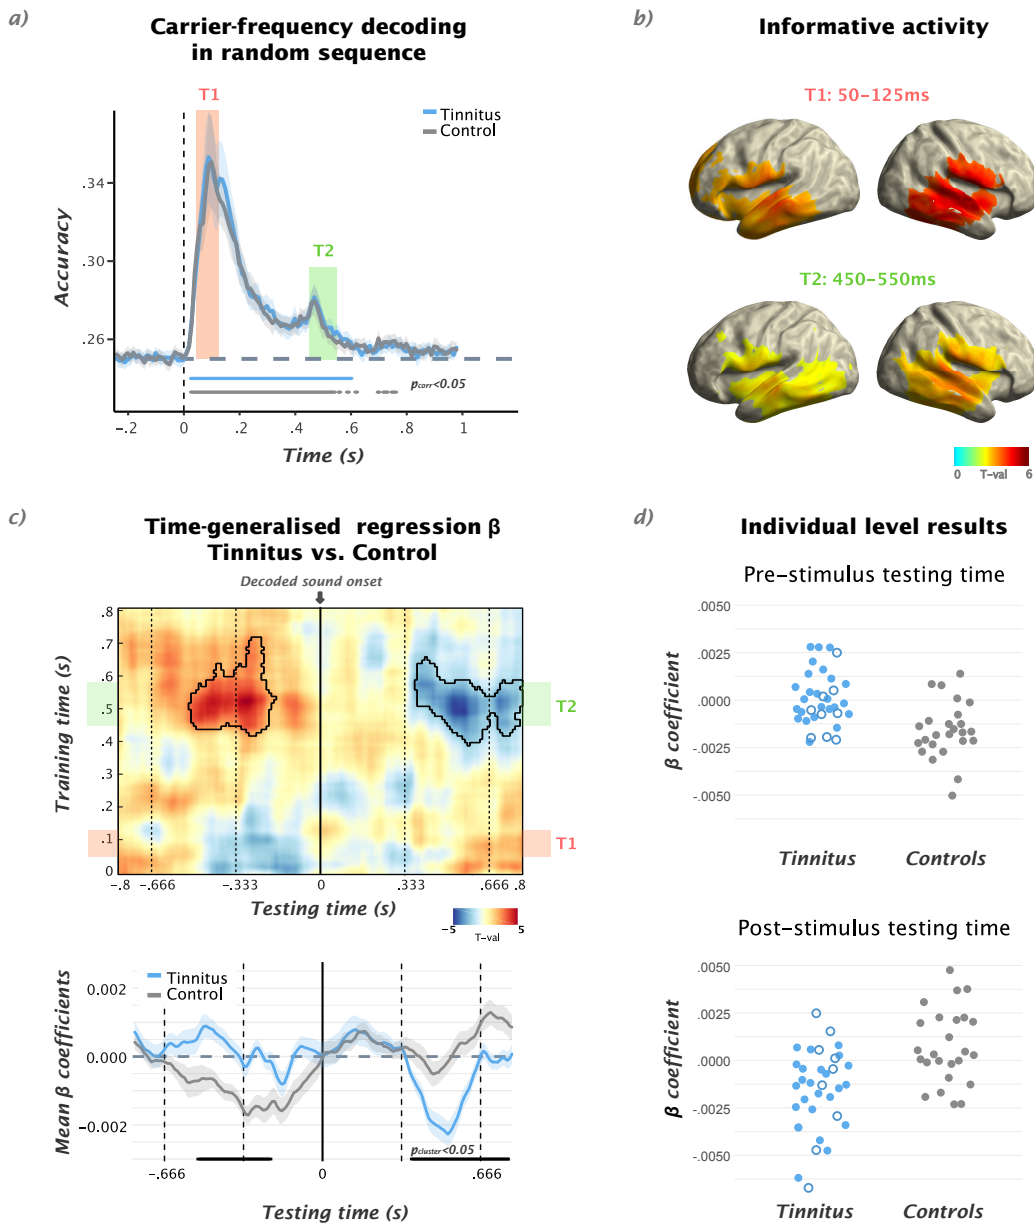 a)
Carrier-frequency decoding
in random sequence
T1
Tinnitus
Control
T2
.34
.30
.26
Accuracy
pcorr<0.05
-.2 0 .2 .4 .6 .8 1
Time (s)
b)
Informative activity
T1: 50-125ms
T2: 450-550ms
0 T-val 6
c)
Time-generalised regression β
Tinnitus vs. Control
Decoded sound onset
.8
.7
.6
.5
.4
.3
.2
.1
0
Training time (s)
T2
T1
-.8 -.666 -.333 0 .333 .666 .8
Testing time (s)
-5 5
T-val
Tinnitus
Control
0.002
0.000
-0.002
Mean β coefficients
pcluster<0.05
-.666 0 .666
Testing time (s)
d)
Individual level results
Pre-stimulus testing time
.0050
.0025
.0000
-.0025
-.0050
β coefficient
Tinnitus Controls
Post-stimulus testing time
.0050
.0025
.0000
-.0025
-.0050
β coefficient
Tinnitus Controls